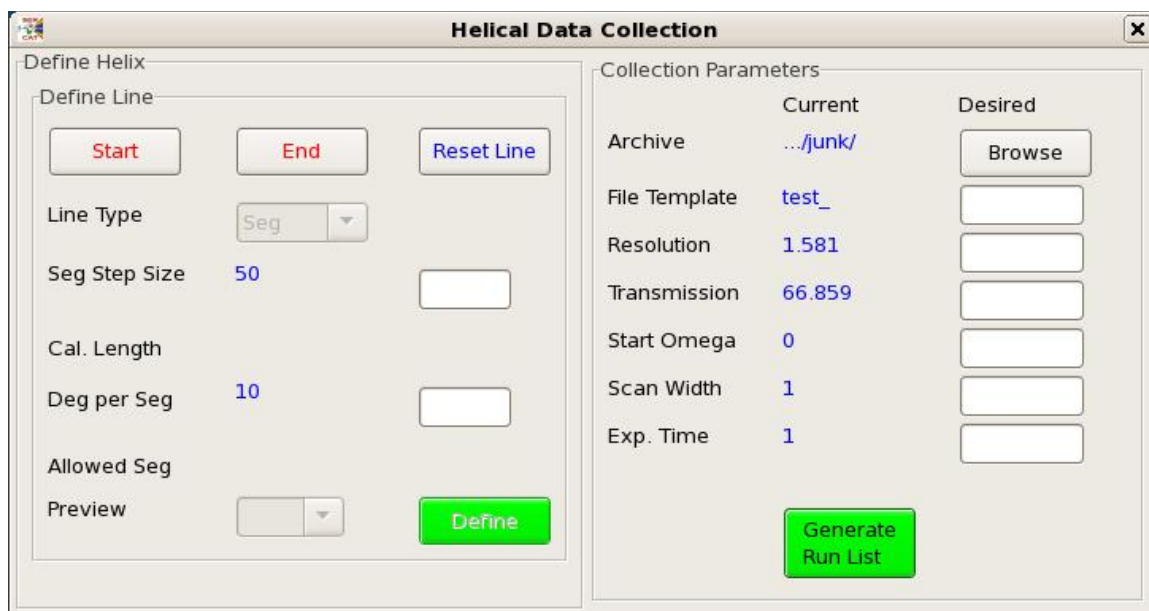 Helical Data Collection
Define Helix
Define Line
Start End Reset Line
Line Type Seg
Seg Step Size 50
Cal. Length
Deg per Seg 10
Allowed Seg
Preview Define
Collection Parameters
Current Desired
Archive .../junk/ Browse
File Template test_
Resolution 1.581
Transmission 66.859
Start Omega 0
Scan Width 1
Exp. Time 1
Generate
Run List